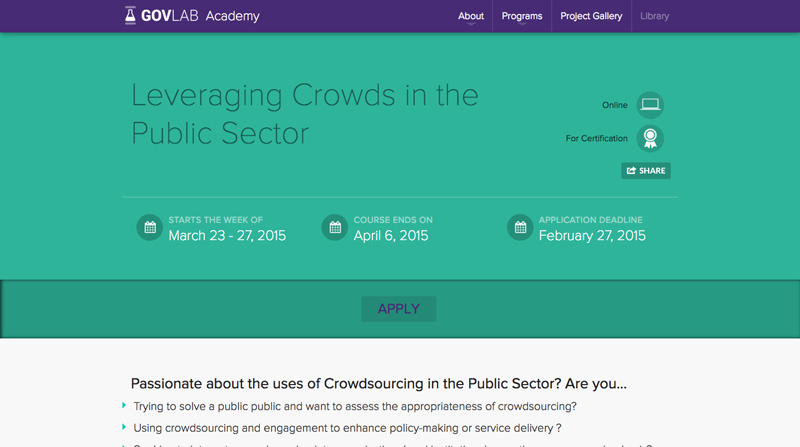 GOVLAB Academy
About Programs Project Gallery Library
Leveraging Crowds in the
Public Sector
Online
For Certification
SHARE
STARTS THE WEEK OF
March 23 - 27, 2015
COURSE ENDS ON
April 6, 2015
APPLICATION DEADLINE
February 27, 2015
APPLY
Passionate about the uses of Crowdsourcing in the Public Sector? Are you...
Trying to solve a public public and want to assess the appropriateness of crowdsourcing?
Using crowdsourcing and engagement to enhance policy-making or service delivery ?